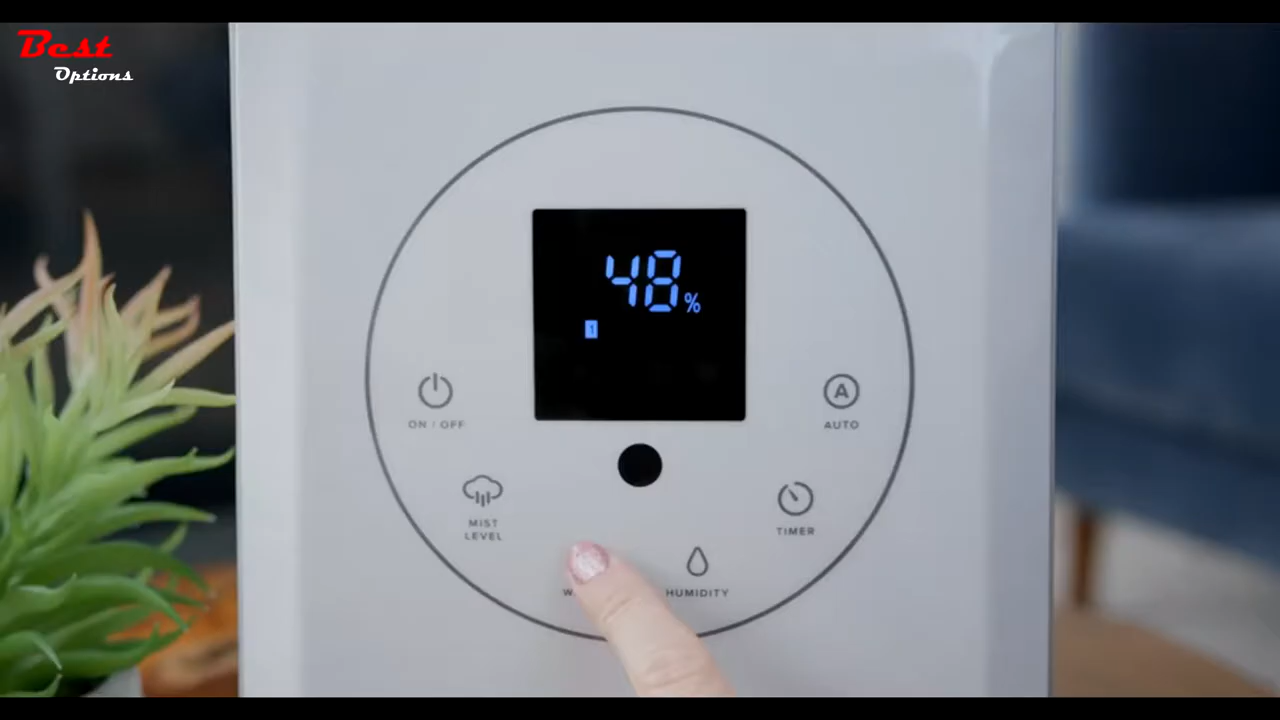 Best
Options
48%
1
ON / OFF
A
AUTO
MIST
LEVEL
TIMER
HUMIDITY